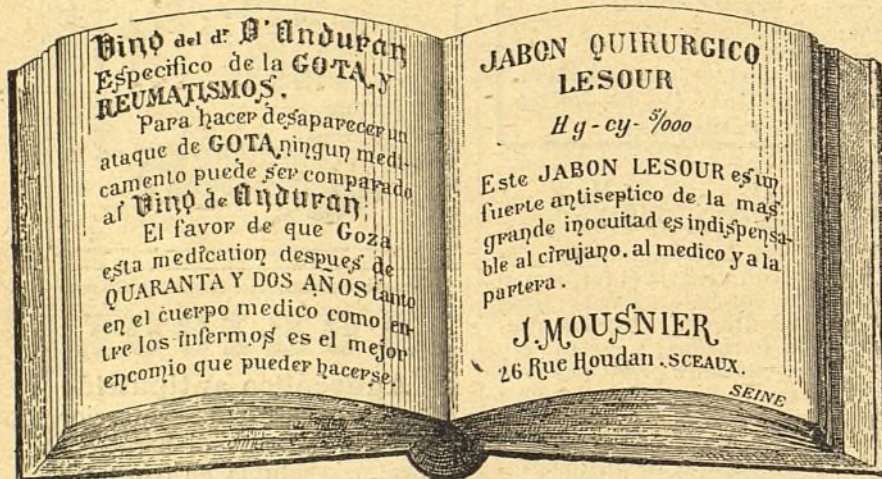 Vino del dr. D'Anduran
Especifico de la GOTA y
REUMATISMOS.
Para hacer desaparecer un
ataque de GOTA ningun medi-
camento puede ser comparado
al Vino de Anduran!
El favor de que Goza
esta medication despues de
QUARANTA Y DOS AÑOS tanto
en el cuerpo medico como en-
tre los infermos es el mejor
encomio que pueder hacerse.
JABON QUIRURGICO
LESOUR
Hg-cy- 5/000
Este JABON LESOUR es un
fuerte antiseptico de la mas
grande inocuitad es indispensa-
ble al cirujano, al medico y a la
partera.
J. MOUSNIER
26 Rue Houdan. SCEAUX.
SEINE